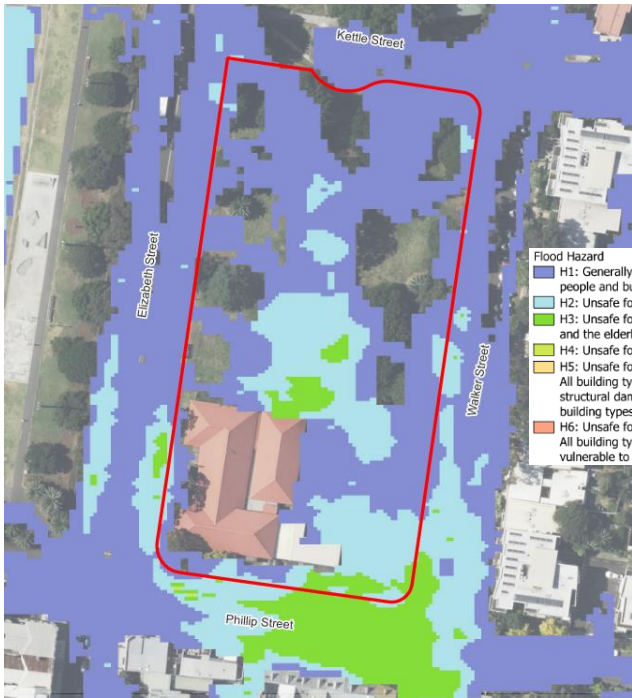 Kettle Street
Elizabeth Street
Walker Street
Phillip Street
Flood Hazard
H1: Generally
people and bu
H2: Unsafe fo
H3: Unsafe fo
and the elderl
H4: Unsafe fo
H5: Unsafe fo
All building ty
structural dan
building types
H6: Unsafe fo
All building ty
vulnerable to